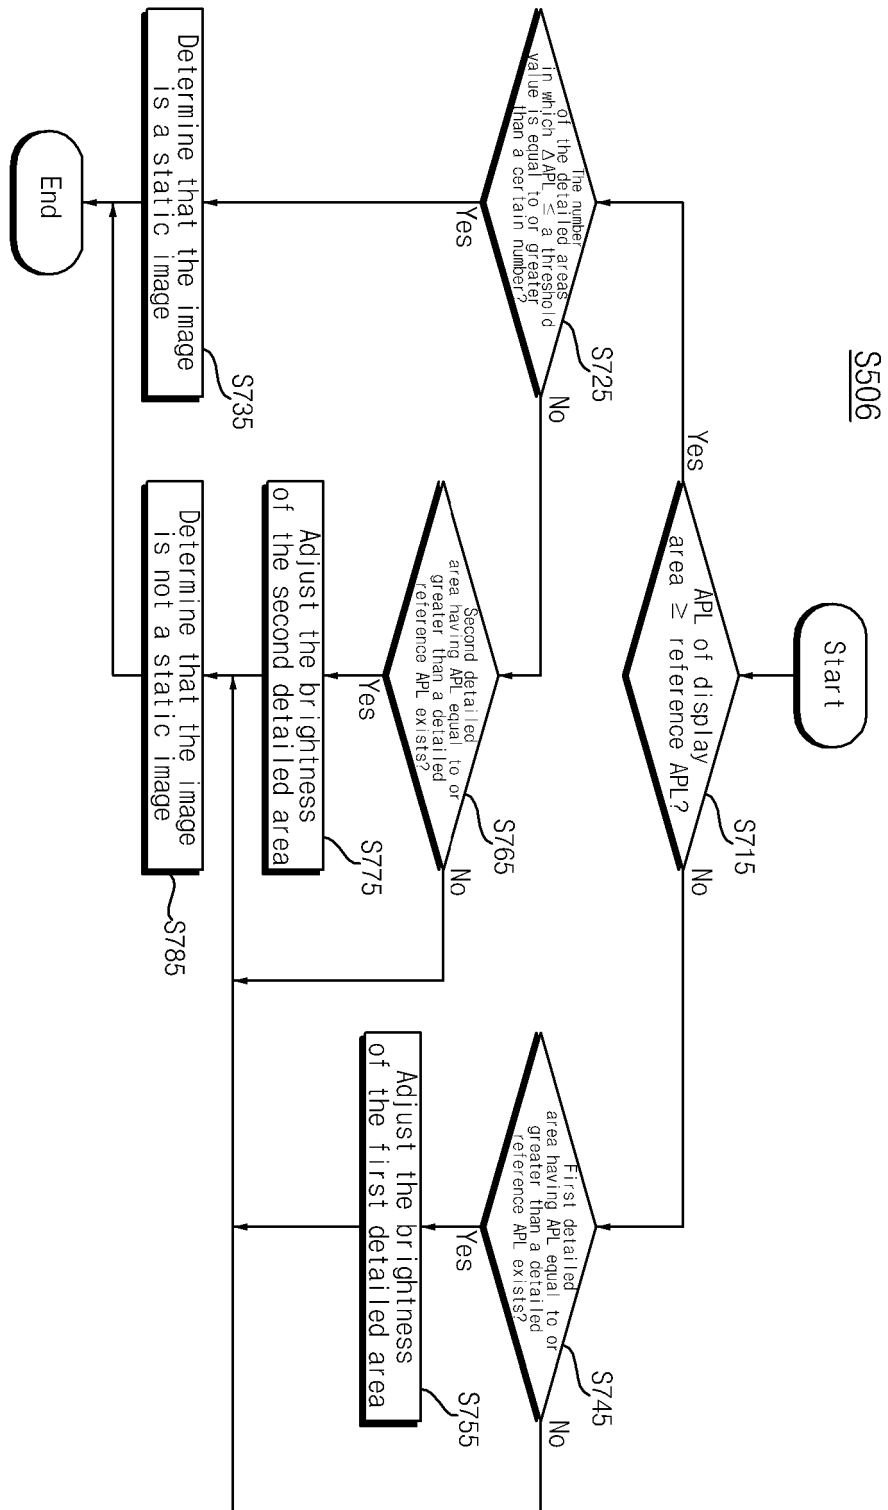 S506
Start
APL of display
area ≥ reference APL?
S715
Yes
No
The number
of the detailed areas
in which ΔAPL ≤ a threshold
value is equal to or greater
than a certain number?
S725
No
Yes
First detailed
area having APL equal to or
greater than a detailed
reference APL exists?
S745
No
Yes
Second detailed
area having APL equal to or
greater than a detailed
reference APL exists?
S765
No
Yes
Adjust the brightness
of the first detailed area
S755
Adjust the brightness
of the second detailed area
S775
Determine that the image
is a static image
S735
Determine that the image
is not a static image
S785
End